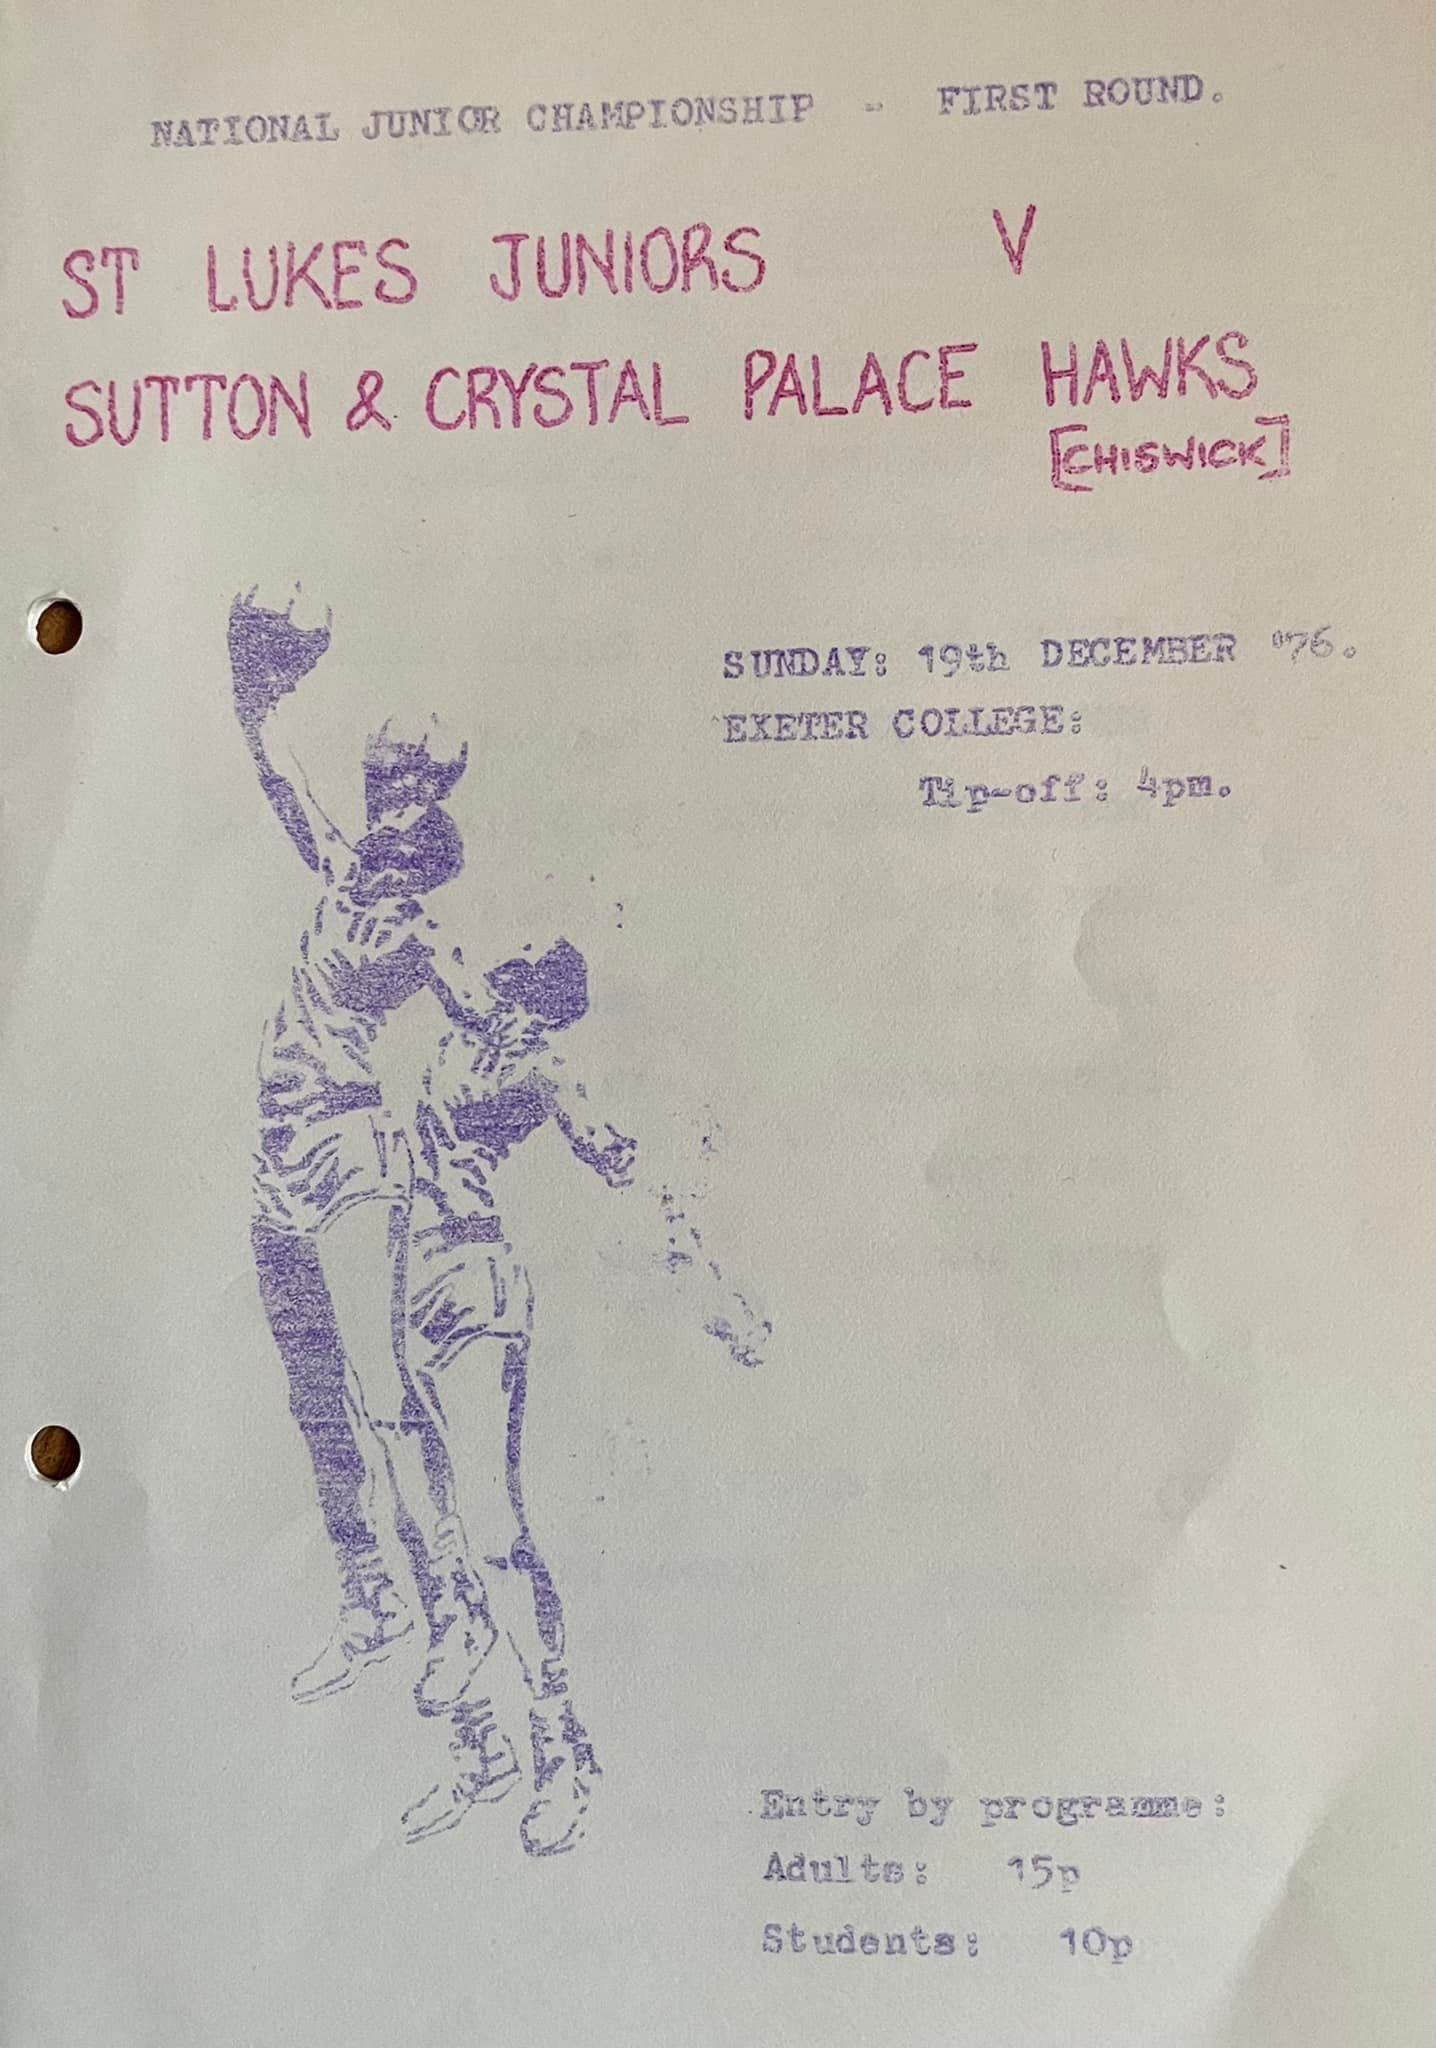 NATIONAL JUNIOR CHAMPIONSHIP - FIRST ROUND.
ST LUKES JUNIORS V
SUTTON & CRYSTAL PALACE HAWKS
[CHISWICK]
SUNDAY: 19th DECEMBER '76.
EXETER COLLEGE:
Tip-off: 4pm.
Entry by programme:
Adults: 15p
Students: 10p